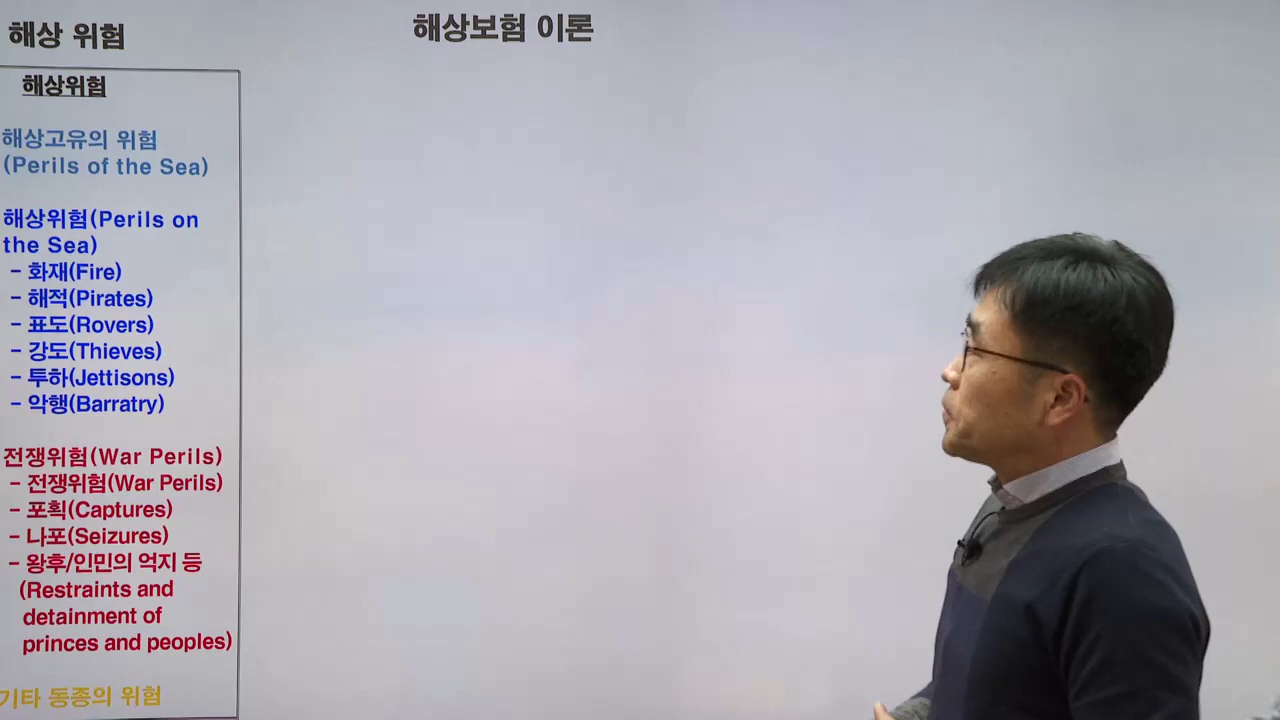 해상 위험
해상보험 이론
해상위험
해상고유의 위험
(Perils of the Sea)
해상위험(Perils on
the Sea)
- 화재(Fire)
- 해적(Pirates)
- 표도(Rovers)
- 강도(Thieves)
- 투하(Jettisons)
- 악행(Barratry)
전쟁위험(War Perils)
- 전쟁위험(War Perils)
- 포획(Captures)
- 나포(Seizures)
- 왕후/인민의 억지 등
(Restraints and
detainment of
princes and peoples)
기타 동종의 위험